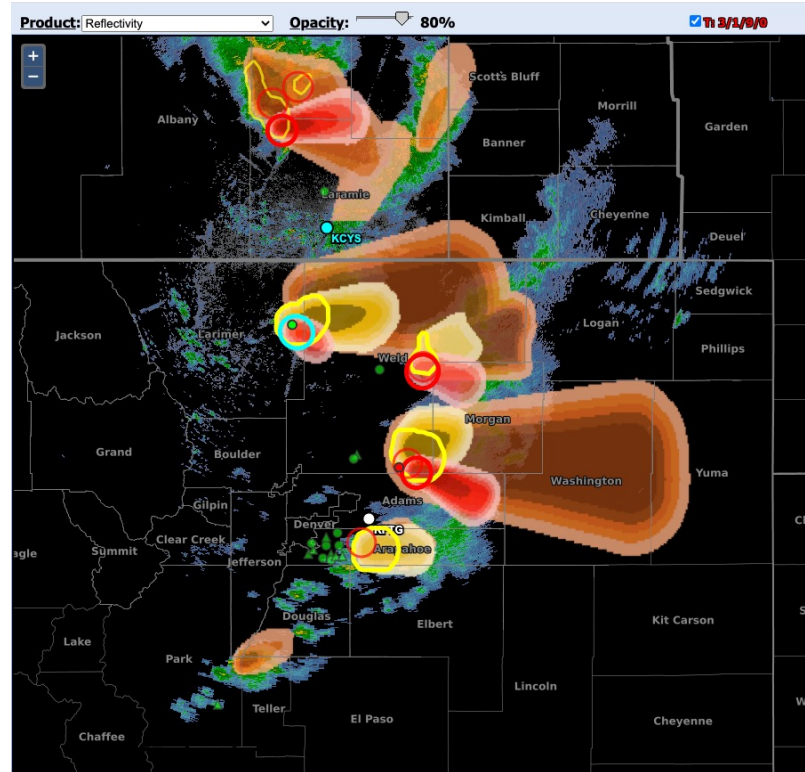 Product: Reflectivity Opacity: 80% T: 3/1/9/0
+
−
Scotts Bluff
Morrill
Albany
Garden
Banner
Laramie
Kimball
Cheyenne
KCYS
Deuel
Sedgwick
Logan
Jackson
Larimer
Phillips
Weld
Morgan
Grand
Boulder
Washington
Yuma
Adams
Gilpin
Denver
Clear Creek
Arapahoe
Summit
Jefferson
Douglas
Elbert
Kit Carson
Lake
Park
Lincoln
Teller
El Paso
Cheyenne
Chaffee